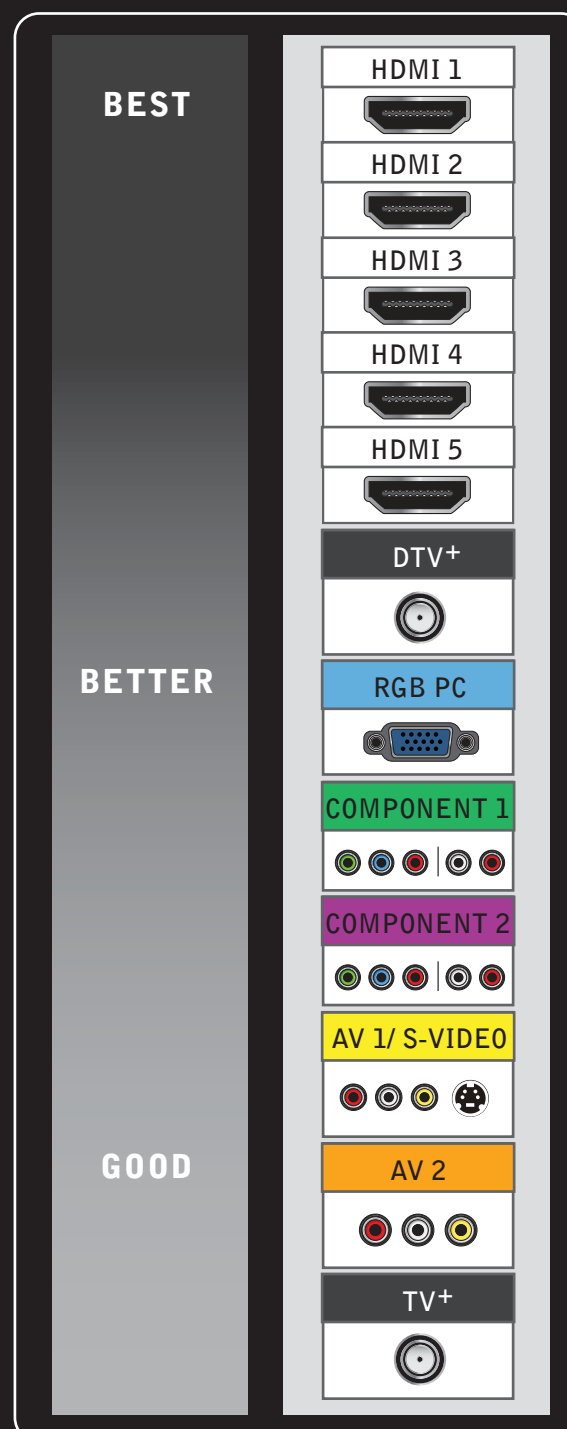 BEST
HDMI 1
HDMI 2
HDMI 3
HDMI 4
HDMI 5
DTV+
BETTER
RGB PC
COMPONENT 1
COMPONENT 2
AV 1/ S-VIDEO
GOOD
AV 2
TV+